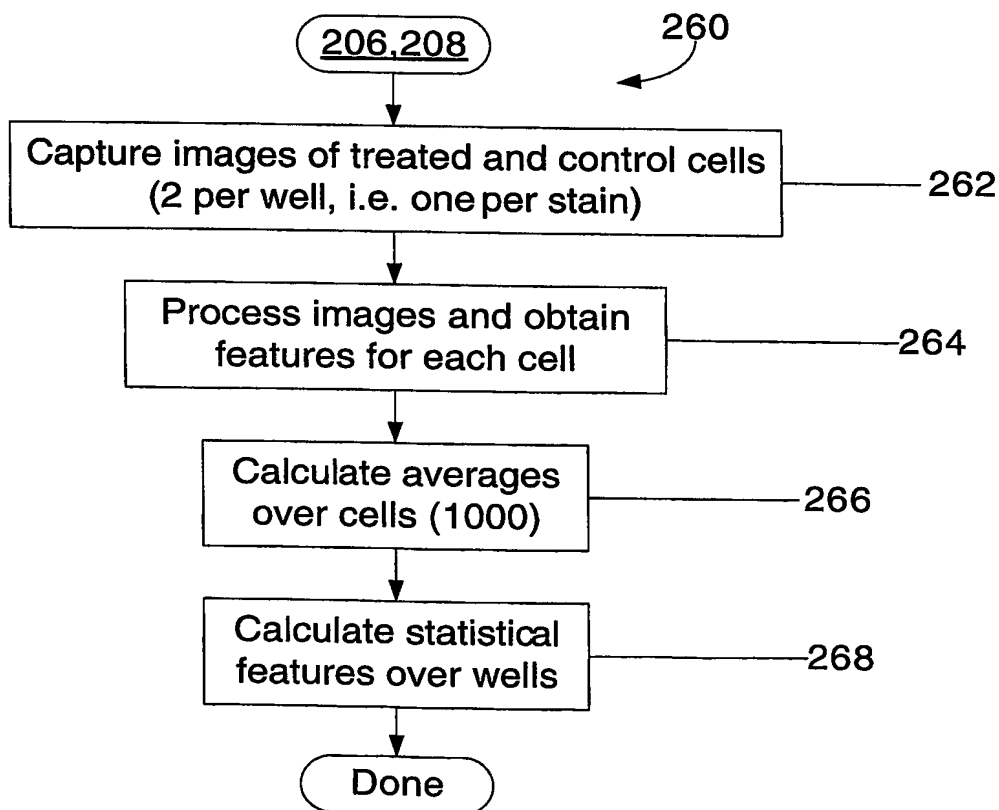 206,208
260
Capture images of treated and control cells
(2 per well, i.e. one per stain)
262
Process images and obtain
features for each cell
264
Calculate averages
over cells (1000)
266
Calculate statistical
features over wells
268
Done